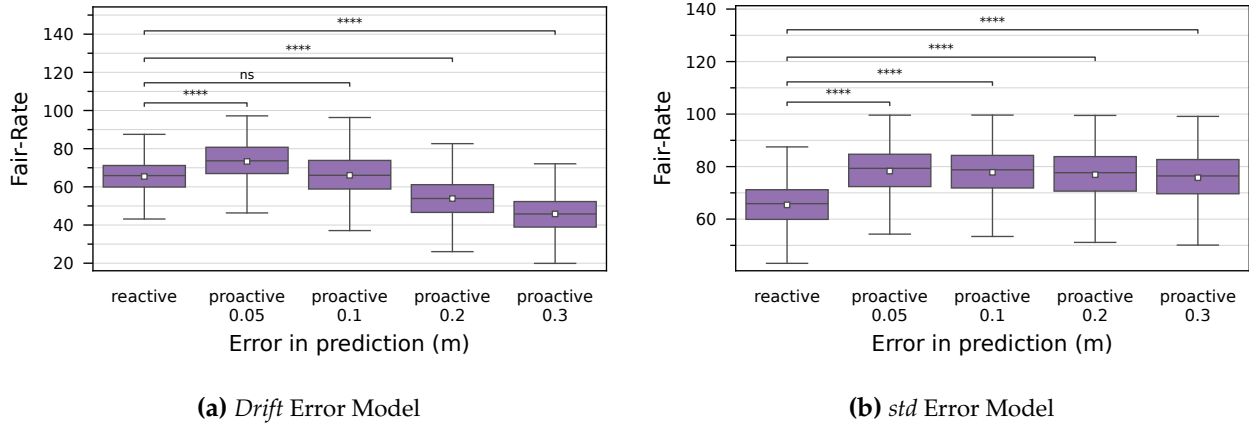 140
120
100
80
60
40
20
Fair-Rate
****
****
ns
****
reactive
proactive
0.05
proactive
0.1
proactive
0.2
proactive
0.3
Error in prediction (m)
(a) Drift Error Model
140
120
100
80
60
Fair-Rate
****
****
****
****
reactive
proactive
0.05
proactive
0.1
proactive
0.2
proactive
0.3
Error in prediction (m)
(b) std Error Model